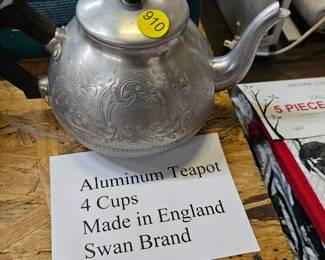 910
Aluminum Teapot
4 Cups
Made in England
Swan Brand
5 PIECE